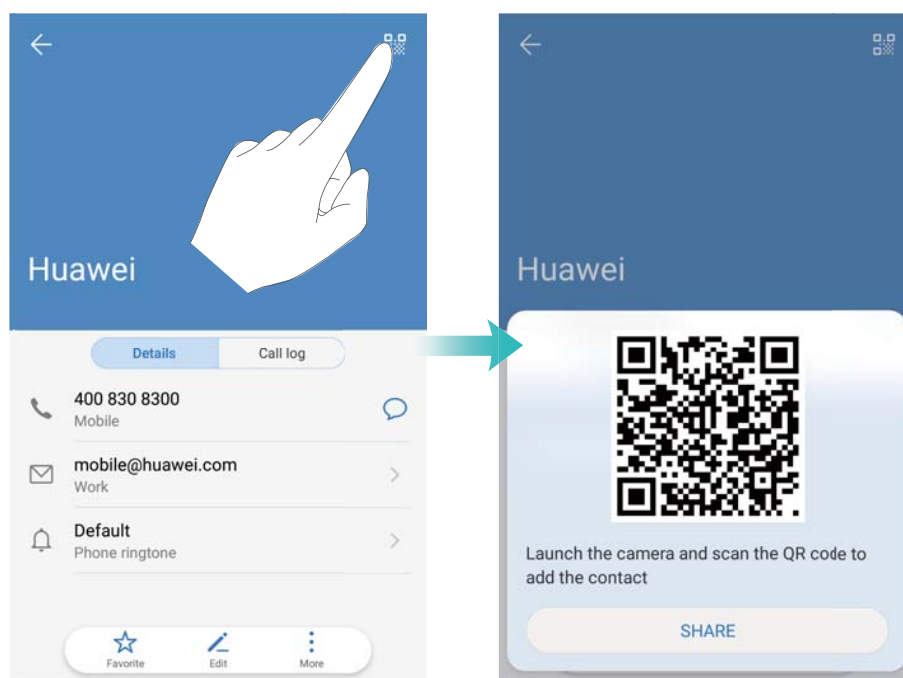 Huawei
Details
Call log
400 830 8300
Mobile
mobile@huawei.com
Work
Default
Phone ringtone
Favorite
Edit
More
Huawei
Launch the camera and scan the QR code to
add the contact
SHARE